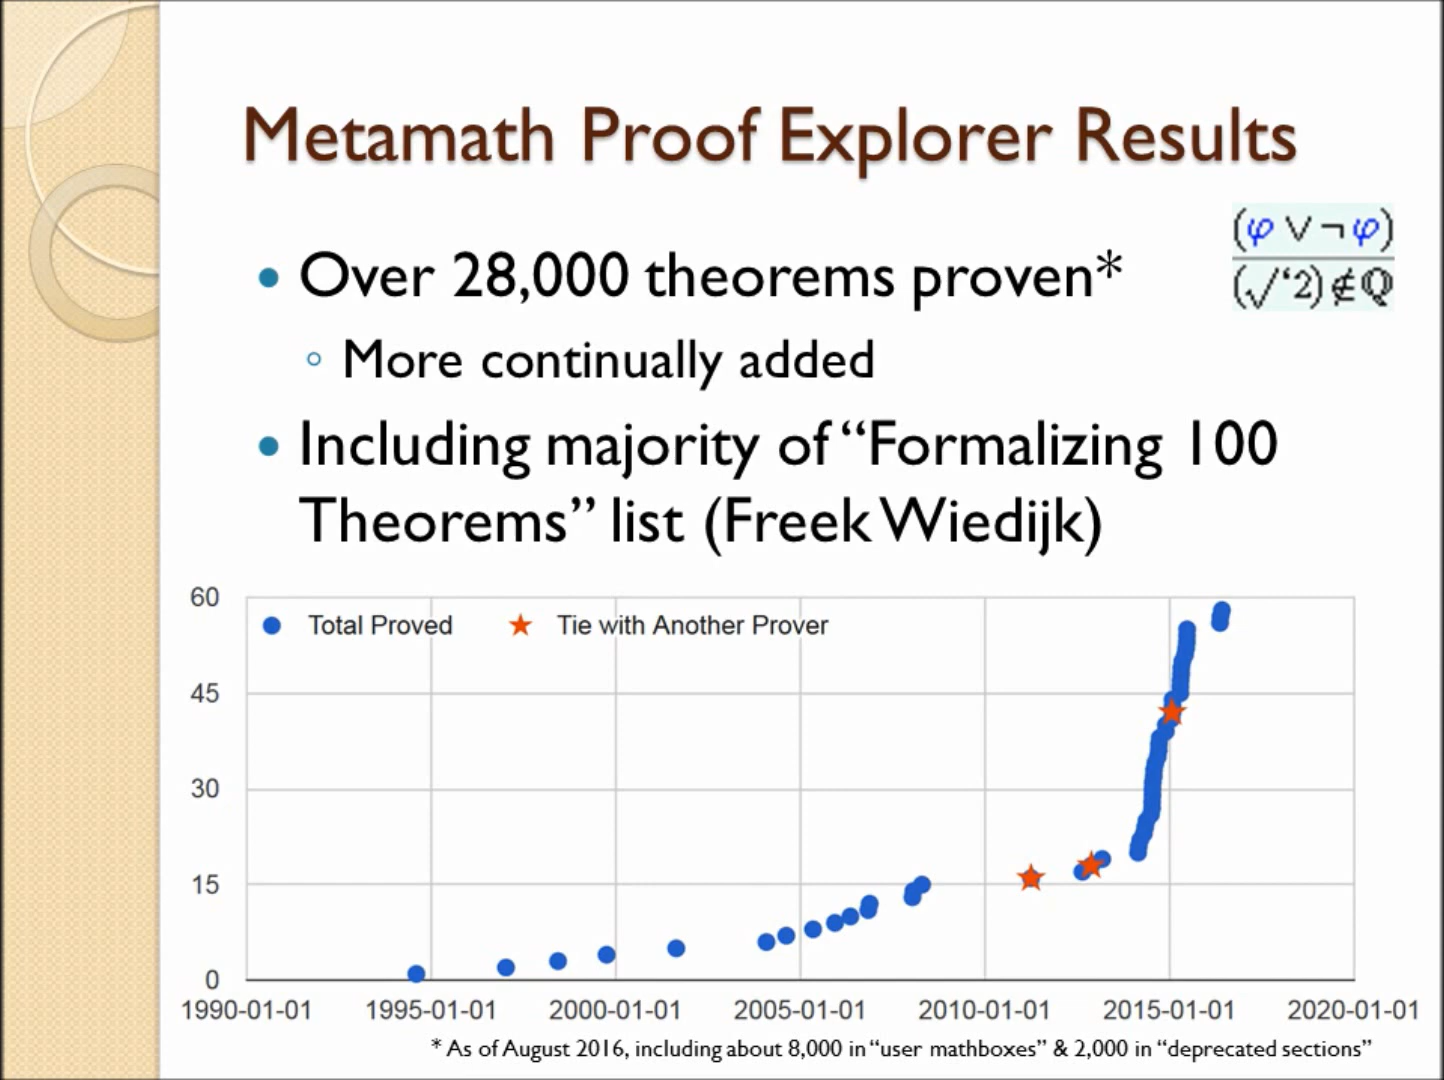 Metamath Proof Explorer Results
(φ ∨ ¬ φ)
(√‘2) ∉ ℚ
• Over 28,000 theorems proven*
◦ More continually added
• Including majority of “Formalizing 100
Theorems” list (Freek Wiedijk)
60
Total Proved
Tie with Another Prover
45
30
15
0
1990-01-01 1995-01-01 2000-01-01 2005-01-01 2010-01-01 2015-01-01 2020-01-01
* As of August 2016, including about 8,000 in “user mathboxes” & 2,000 in “deprecated sections”